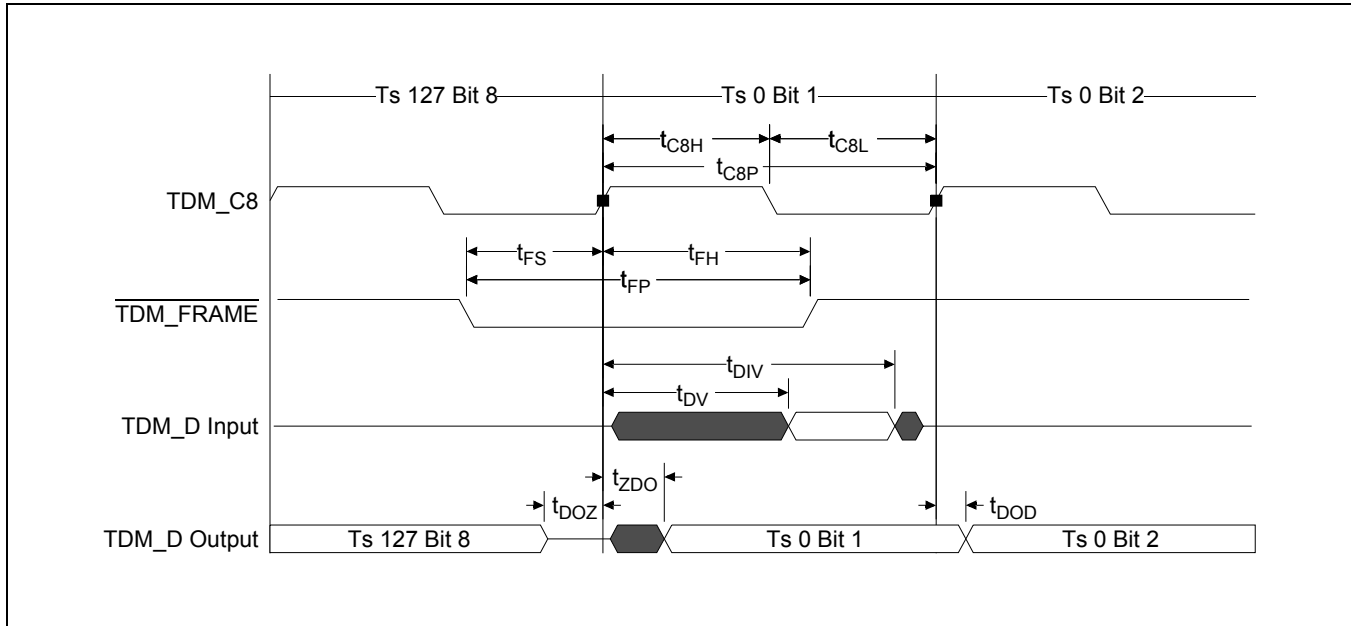 Ts 127 Bit 8 Ts 0 Bit 1 Ts 0 Bit 2
tC8H tC8L
tC8P
TDM_C8
tFS tFH
tFP
TDM_FRAME
tDIV
tDV
TDM_D Input
tZDO
tDOZ tDOD
TDM_D Output Ts 127 Bit 8 Ts 0 Bit 1 Ts 0 Bit 2